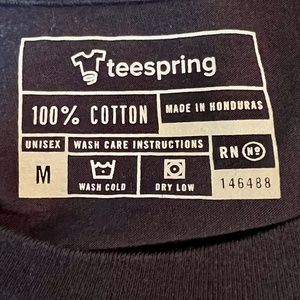 teespring
100% COTTON
MADE IN HONDURAS
UNISEX
WASH CARE INSTRUCTIONS
RN Nº
M
WASH COLD
DRY LOW
146488